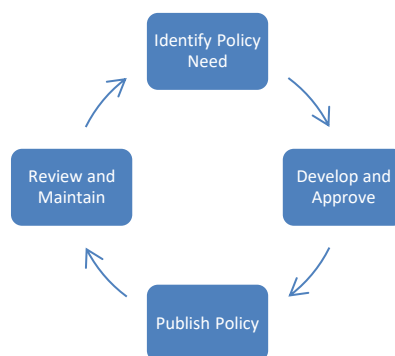 Identify Policy
Need
Develop and
Approve
Publish Policy
Review and
Maintain